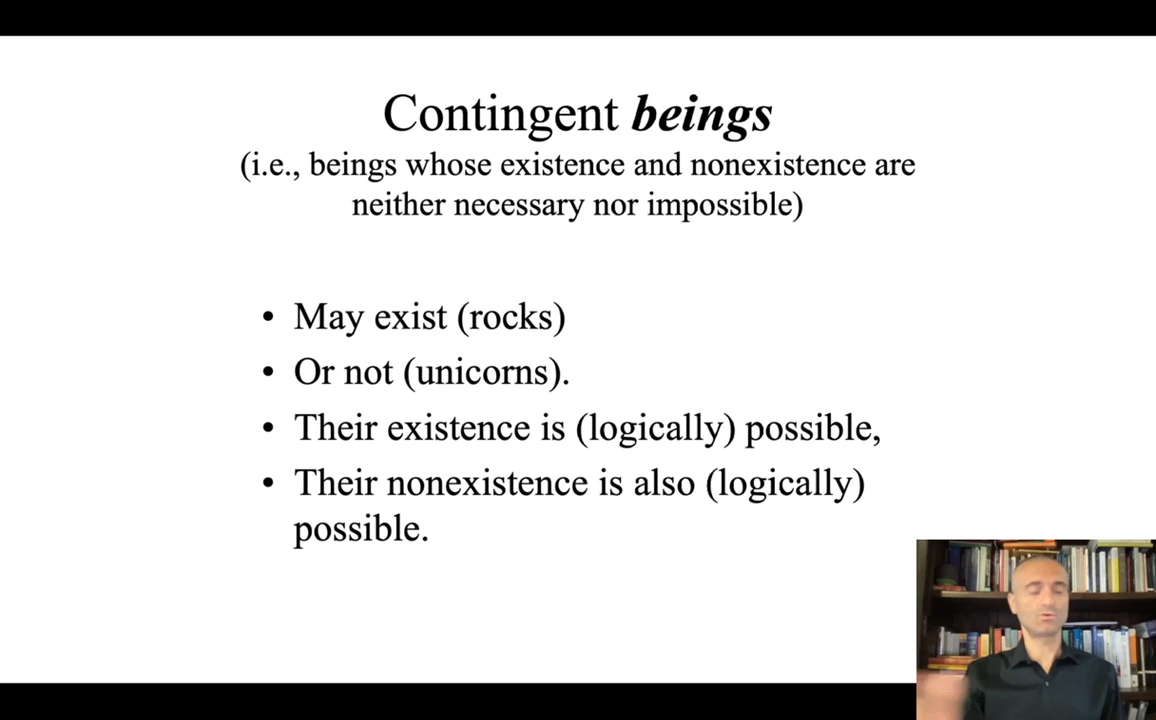 Contingent beings
(i.e., beings whose existence and nonexistence are
neither necessary nor impossible)
• May exist (rocks)
• Or not (unicorns).
• Their existence is (logically) possible,
• Their nonexistence is also (logically)
possible.